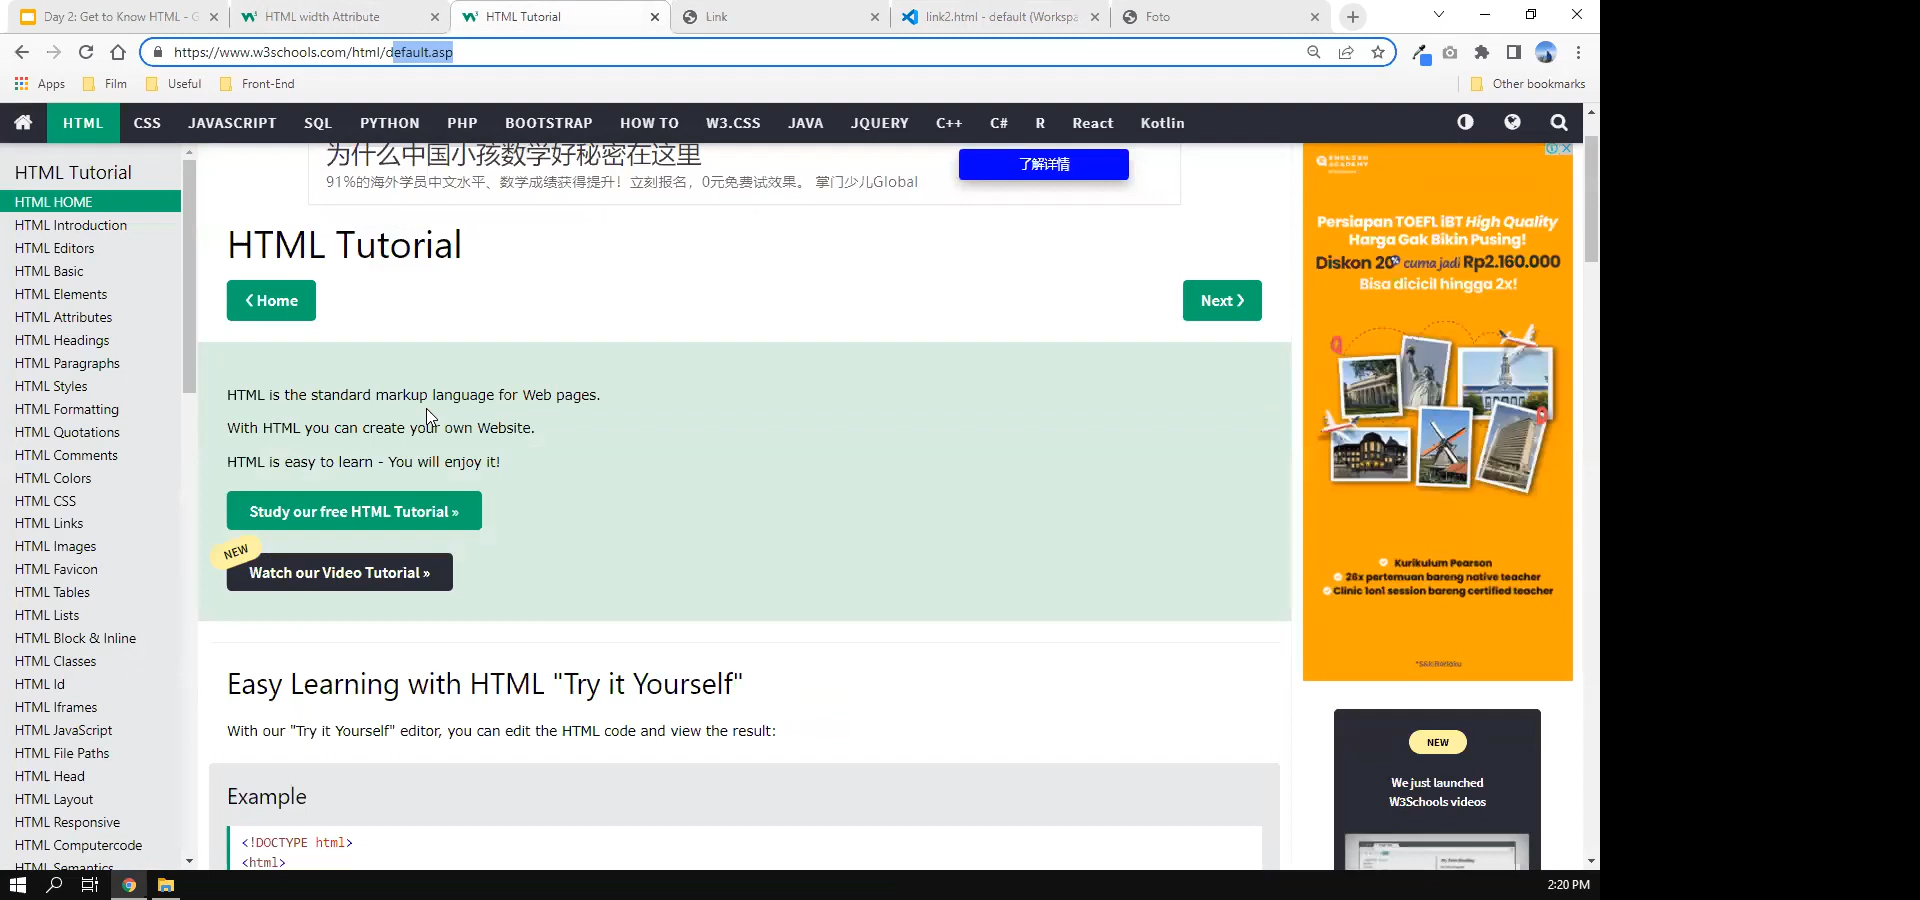 Day 2: Get to Know HTML - G
HTML width Attribute
HTML Tutorial
Link
link2.html - default (Workspa
Foto
https://www.w3schools.com/html/default.asp
Apps
Film
Useful
Front-End
Other bookmarks
HTML
CSS
JAVASCRIPT
SQL
PYTHON
PHP
BOOTSTRAP
HOW TO
W3.CSS
JAVA
JQUERY
C++
C#
R
React
Kotlin
HTML Tutorial
HTML HOME
HTML Introduction
HTML Editors
HTML Basic
HTML Elements
HTML Attributes
HTML Headings
HTML Paragraphs
HTML Styles
HTML Formatting
HTML Quotations
HTML Comments
HTML Colors
HTML CSS
HTML Links
HTML Images
HTML Favicon
HTML Tables
HTML Lists
HTML Block & Inline
HTML Classes
HTML Id
HTML Iframes
HTML JavaScript
HTML File Paths
HTML Head
HTML Layout
HTML Responsive
HTML Computercode
HTML Semantics
为什么中国小孩数学好秘密在这里
91%的海外学员中文水平、数学成绩获得提升！立刻报名，0元免费试效果。 掌门少儿Global
了解详情
HTML Tutorial
❮ Home
Next ❯
HTML is the standard markup language for Web pages.
With HTML you can create your own Website.
HTML is easy to learn - You will enjoy it!
Study our free HTML Tutorial »
NEW
Watch our Video Tutorial »
Easy Learning with HTML "Try it Yourself"
With our "Try it Yourself" editor, you can edit the HTML code and view the result:
Example
<!DOCTYPE html>
<html>
ENGLISH
ACADEMY
Persiapan TOEFL iBT High Quality
Harga Gak Bikin Pusing!
Diskon 20% cuma jadi Rp2.160.000
Bisa dicicil hingga 2x!
Kurikulum Pearson
26x pertemuan bareng native teacher
Clinic 1on1 session bareng certified teacher
*S&K Berlaku
NEW
We just launched
W3Schools videos
2:20 PM